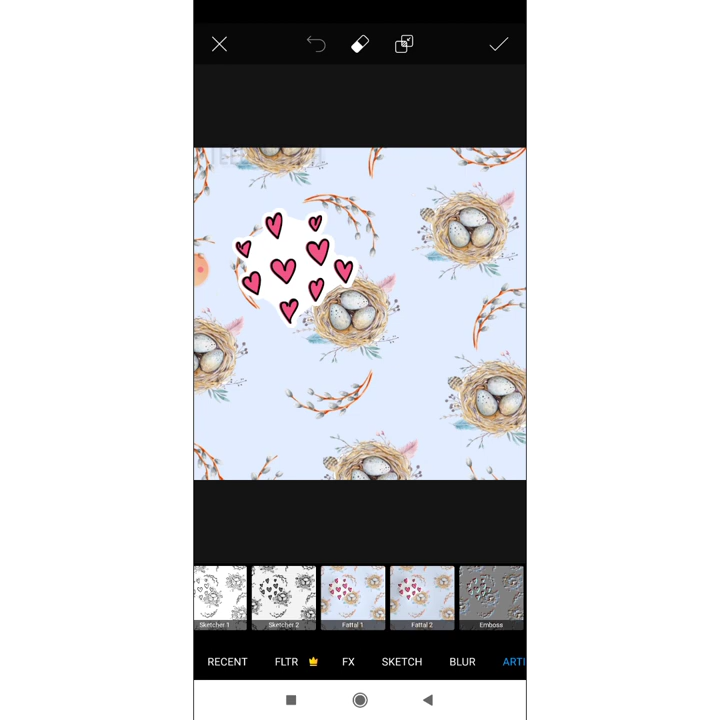 Sketcher 1 Sketcher 2 Fattal 1 Fattal 2 Emboss
RECENT FLTR FX SKETCH BLUR ARTI